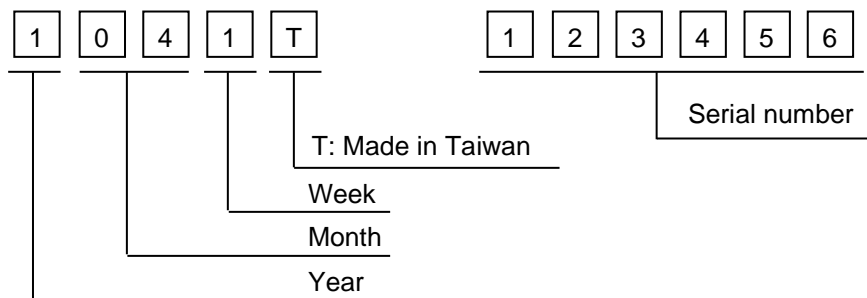 1 0 4 1 T 1 2 3 4 5 6
Serial number
T: Made in Taiwan
Week
Month
Year